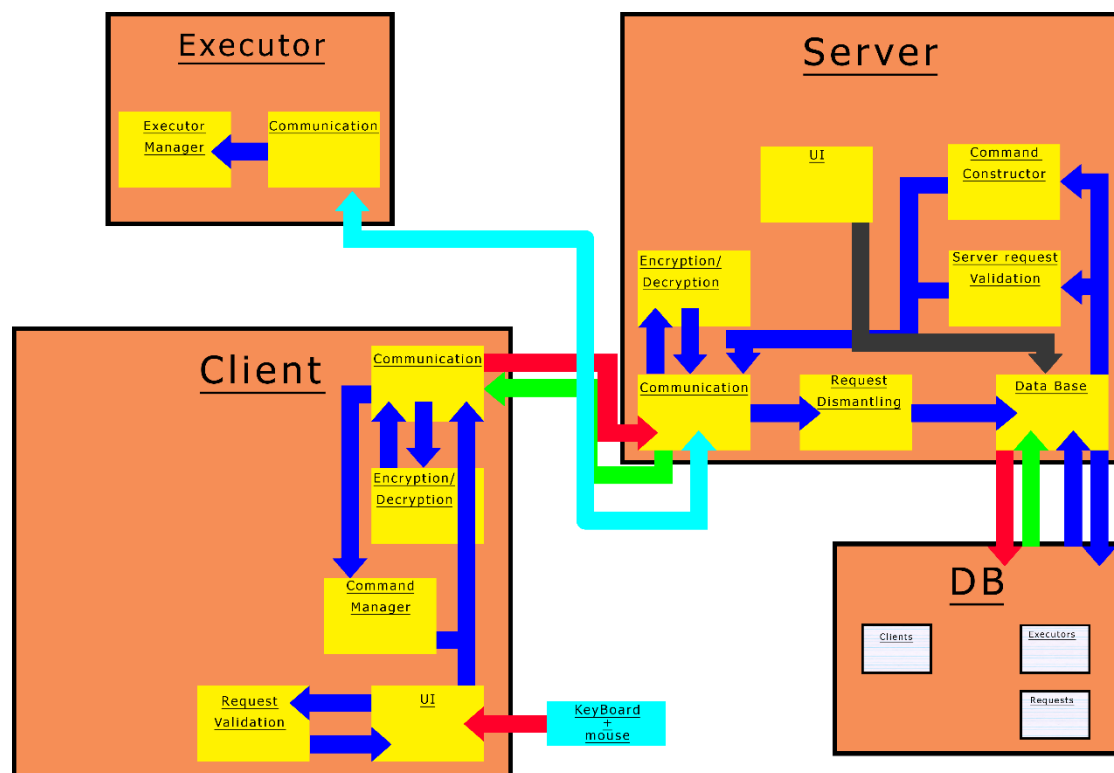 Executor
Executor
Manager
Communication
Server
UI
Command
Constructor
Encryption/
Decryption
Server request
Validation
Communication
Request
Dismantling
Data Base
Client
Communication
Encryption/
Decryption
Command
Manager
Request
Validation
UI
KeyBoard
+
mouse
DB
Clients
Executors
Requests